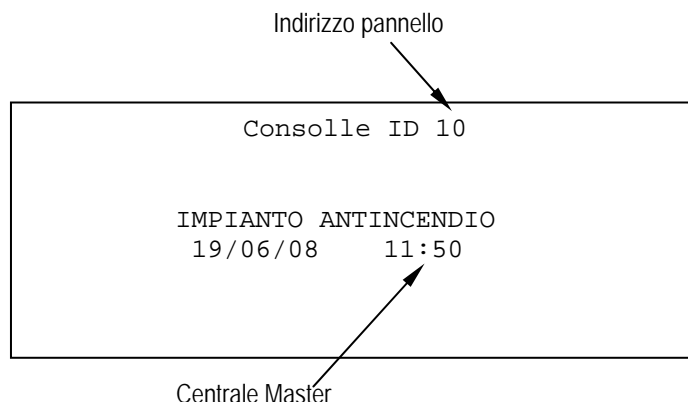 Indirizzo pannello
Consolle ID 10
IMPIANTO ANTINCENDIO
19/06/08 11:50
Centrale Master